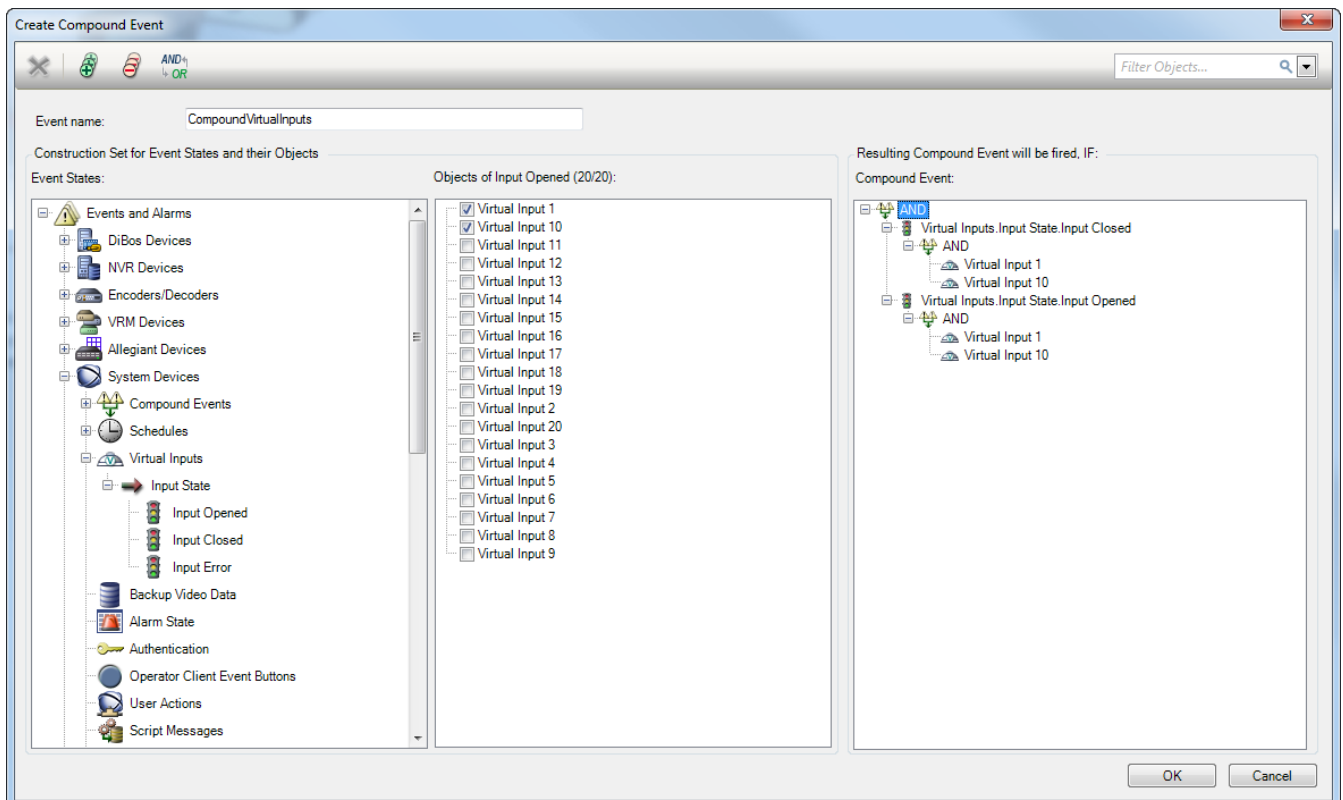 Create Compound Event
AND
OR
Filter Objects...
Event name:
CompoundVirtualInputs
Construction Set for Event States and their Objects
Event States:
Events and Alarms
DiBos Devices
NVR Devices
Encoders/Decoders
VRM Devices
Allegiant Devices
System Devices
Compound Events
Schedules
Virtual Inputs
Input State
Input Opened
Input Closed
Input Error
Backup Video Data
Alarm State
Authentication
Operator Client Event Buttons
User Actions
Script Messages
Objects of Input Opened (20/20):
Virtual Input 1
Virtual Input 10
Virtual Input 11
Virtual Input 12
Virtual Input 13
Virtual Input 14
Virtual Input 15
Virtual Input 16
Virtual Input 17
Virtual Input 18
Virtual Input 19
Virtual Input 2
Virtual Input 20
Virtual Input 3
Virtual Input 4
Virtual Input 5
Virtual Input 6
Virtual Input 7
Virtual Input 8
Virtual Input 9
Resulting Compound Event will be fired, IF:
Compound Event:
AND
Virtual Inputs.Input State.Input Closed
AND
Virtual Input 1
Virtual Input 10
Virtual Inputs.Input State.Input Opened
AND
Virtual Input 1
Virtual Input 10
OK
Cancel